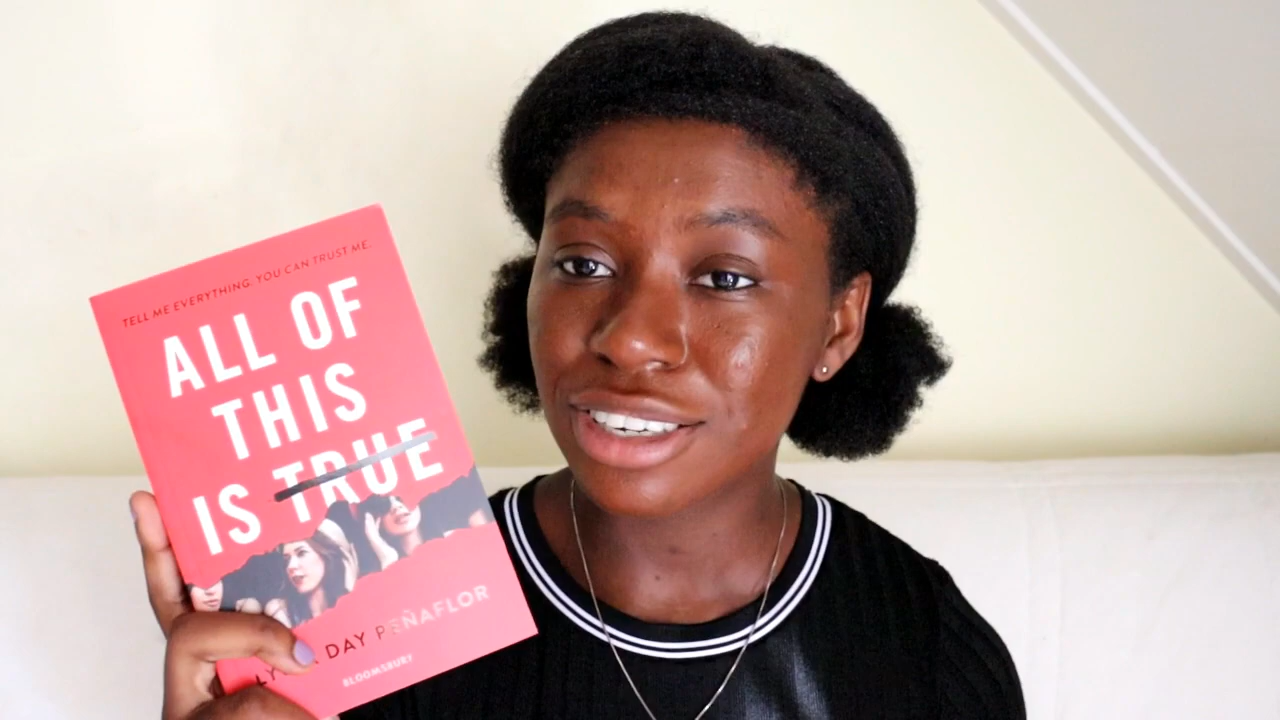 TELL ME EVERYTHING. YOU CAN TRUST ME.
ALL OF
THIS
IS TRUE
DAY PEÑAFLOR
BLOOMSBURY